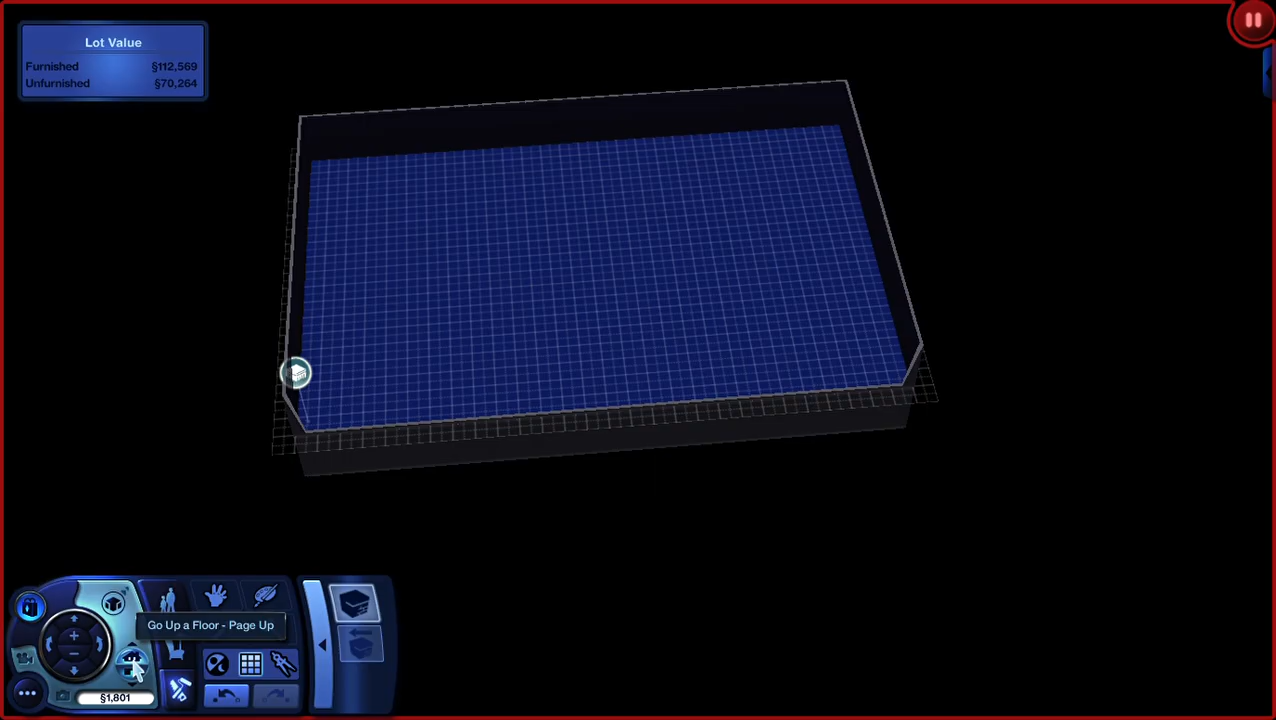 Lot Value
Furnished §112,569
Unfurnished §70,264
Go Up a Floor - Page Up
§1,801